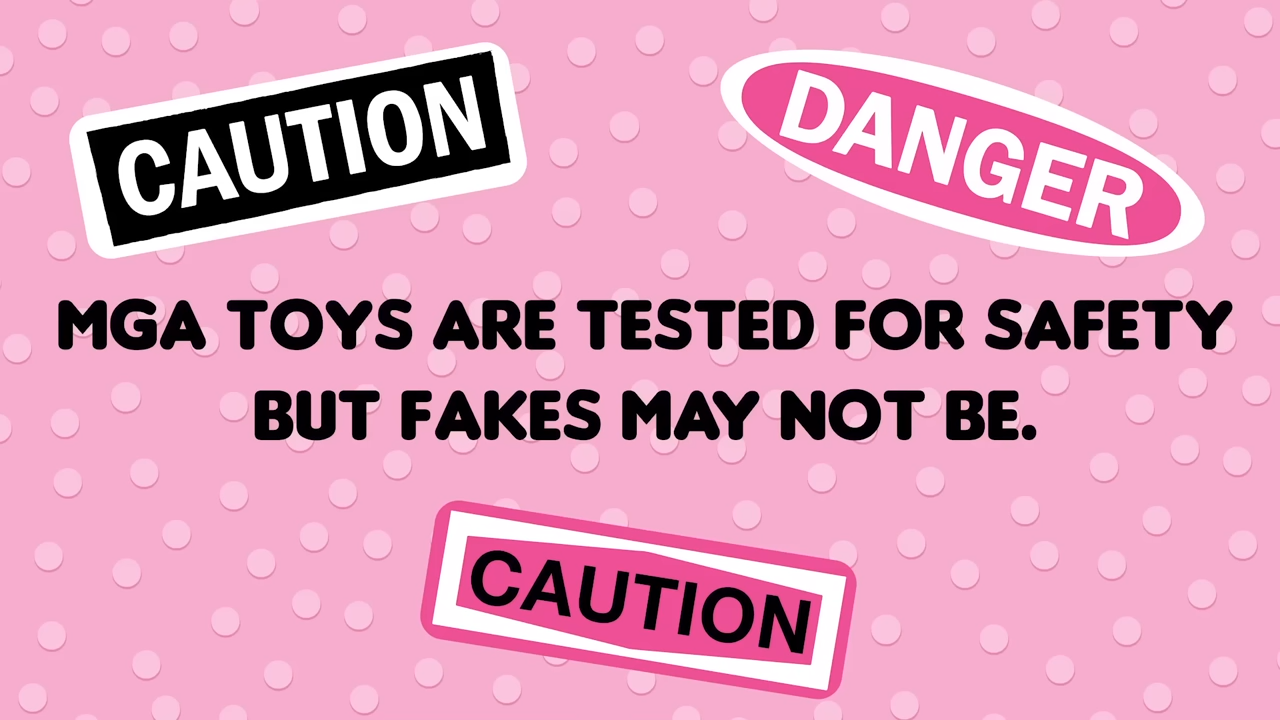 CAUTION
DANGER
MGA TOYS ARE TESTED FOR SAFETY
BUT FAKES MAY NOT BE.
CAUTION